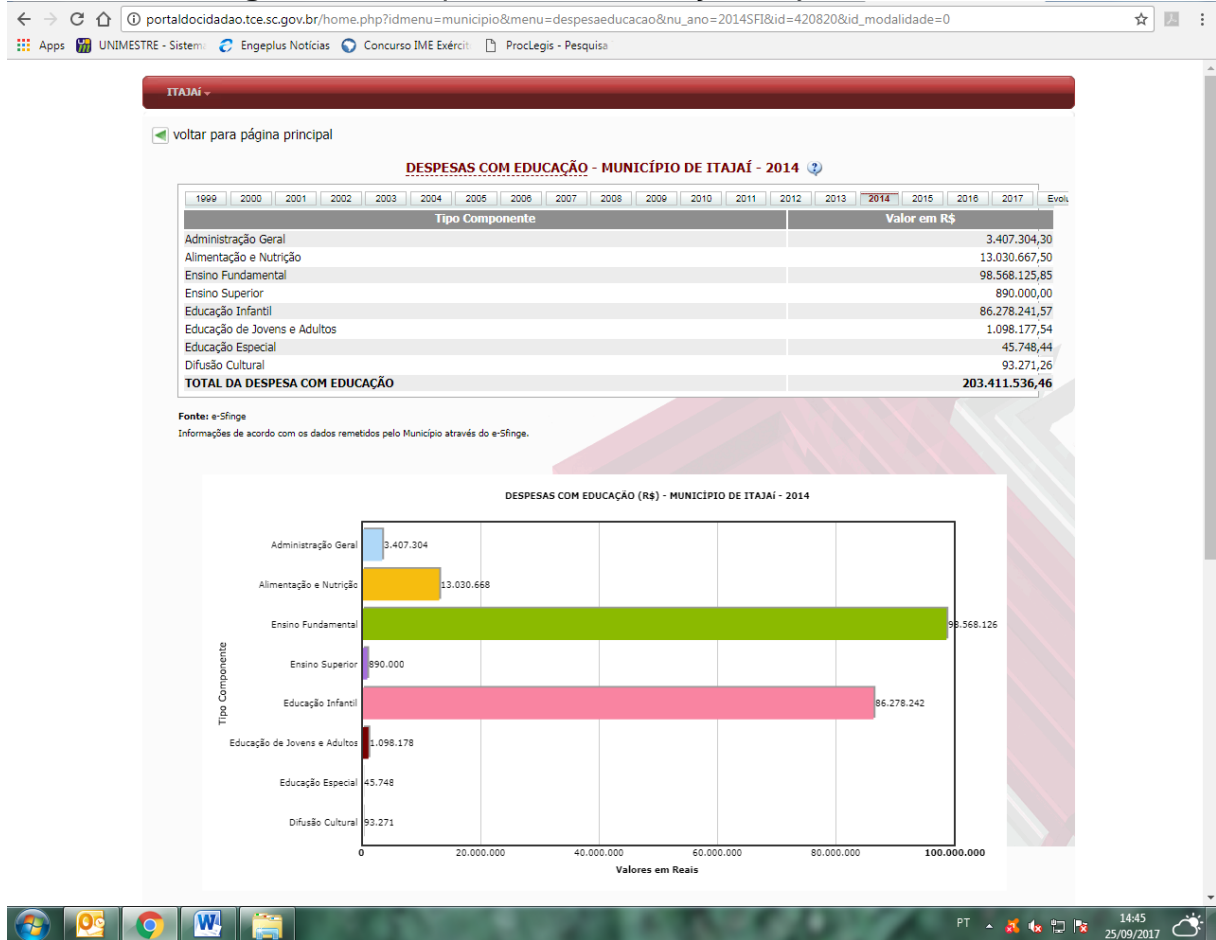 portaldocidadao.tce.sc.gov.br/home.php?idmenu=municipio&menu=despesaeducacao&nu_ano=2014SFI&id=420820&id_modalidade=0
Apps UNIMESTRE - Sistema Engeplus Notícias Concurso IME Exércit ProcLegis - Pesquisa
ITAJAí
voltar para página principal
DESPESAS COM EDUCAÇÃO - MUNICÍPIO DE ITAJAÍ - 2014
1999 2000 2001 2002 2003 2004 2005 2006 2007 2008 2009 2010 2011 2012 2013 2014 2015 2016 2017 Evolu
Tipo Componente Valor em R$
Administração Geral 3.407.304,30
Alimentação e Nutrição 13.030.667,50
Ensino Fundamental 98.568.125,85
Ensino Superior 890.000,00
Educação Infantil 86.278.241,57
Educação de Jovens e Adultos 1.098.177,54
Educação Especial 45.748,44
Difusão Cultural 93.271,26
TOTAL DA DESPESA COM EDUCAÇÃO 203.411.536,46
Fonte: e-Sfinge
Informações de acordo com os dados remetidos pelo Município através do e-Sfinge.
DESPESAS COM EDUCAÇÃO (R$) - MUNICÍPIO DE ITAJAí - 2014
Administração Geral 3.407.304
Alimentação e Nutrição 13.030.668
Ensino Fundamental 98.568.126
Ensino Superior 890.000
Educação Infantil 86.278.242
Educação de Jovens e Adultos 1.098.178
Educação Especial 45.748
Difusão Cultural 93.271
Tipo Componente
0 20.000.000 40.000.000 60.000.000 80.000.000 100.000.000
Valores em Reais
PT 14:45
25/09/2017